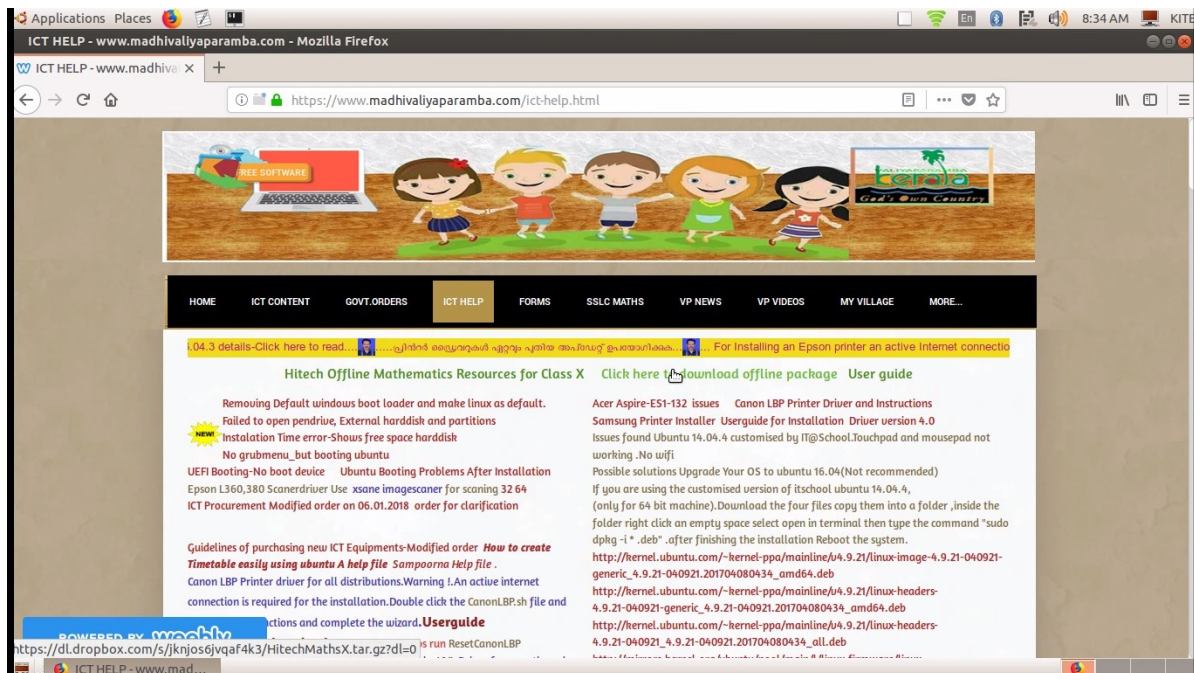 Applications Places
En
8:34 AM
KITE
ICT HELP - www.madhivaliyaparamba.com - Mozilla Firefox
ICT HELP - www.madhiva
https://www.madhivaliyaparamba.com/ict-help.html
FREE SOFTWARE
kerala
God's Own Country
HOME ICT CONTENT GOVT.ORDERS ICT HELP FORMS SSLC MATHS VP NEWS VP VIDEOS MY VILLAGE MORE...
.04.3 details-Click here to read.... .....പ്രിന്‍റര്‍ ഡ്രൈവറുകള്‍ ഏറ്റവും പുതിയ അപ്ഡേറ്റ് ഉപയോഗിക്കുക... ... For Installing an Epson printer an active Internet connectio
Hitech Offline Mathematics Resources for Class X Click here to download offline package User guide
Removing Default windows boot loader and make linux as default.
Failed to open pendrive, External harddisk and partitions
NEW!
Instalation Time error-Shows free space harddisk
No grubmenu_but booting ubuntu
UEFI Booting-No boot device Ubuntu Booting Problems After Installation
Epson L360,380 Scanerdriver Use xsane imagescaner for scaning 32 64
ICT Procurement Modified order on 06.01.2018 order for clarification
Guidelines of purchasing new ICT Equipments-Modified order How to create
Timetable easily using ubuntu A help file Sampoorna Help file .
Canon LBP Printer driver for all distributions.Warning !.An active internet
connection is required for the installation.Double click the CanonLBP.sh file and
ctions and complete the wizard.Userguide
s run ResetCanonLBP
Acer Aspire-ES1-132 issues Canon LBP Printer Driver and Instructions
Samsung Printer Installer Userguide for Installation Driver version 4.0
Issues found Ubuntu 14.04.4 customised by IT@School.Touchpad and mousepad not
working .No wifi
Possible solutions Upgrade Your OS to ubuntu 16.04(Not recommended)
If you are using the customised version of itschool ubuntu 14.04.4,
(only for 64 bit machine).Download the four files copy them into a folder ,inside the
folder right click an empty space select open in terminal then type the command "sudo
dpkg -i * .deb" .after finishing the installation Reboot the system.
http://kernel.ubuntu.com/~kernel-ppa/mainline/v4.9.21/linux-image-4.9.21-040921-
generic_4.9.21-040921.201704080434_amd64.deb
http://kernel.ubuntu.com/~kernel-ppa/mainline/v4.9.21/linux-headers-
4.9.21-040921-generic_4.9.21-040921.201704080434_amd64.deb
http://kernel.ubuntu.com/~kernel-ppa/mainline/v4.9.21/linux-headers-
4.9.21-040921_4.9.21-040921.201704080434_all.deb
POWERED BY weebly
https://dl.dropbox.com/s/jknjos6jvqaf4k3/HitechMathsX.tar.gz?dl=0
ICT HELP - www.mad...